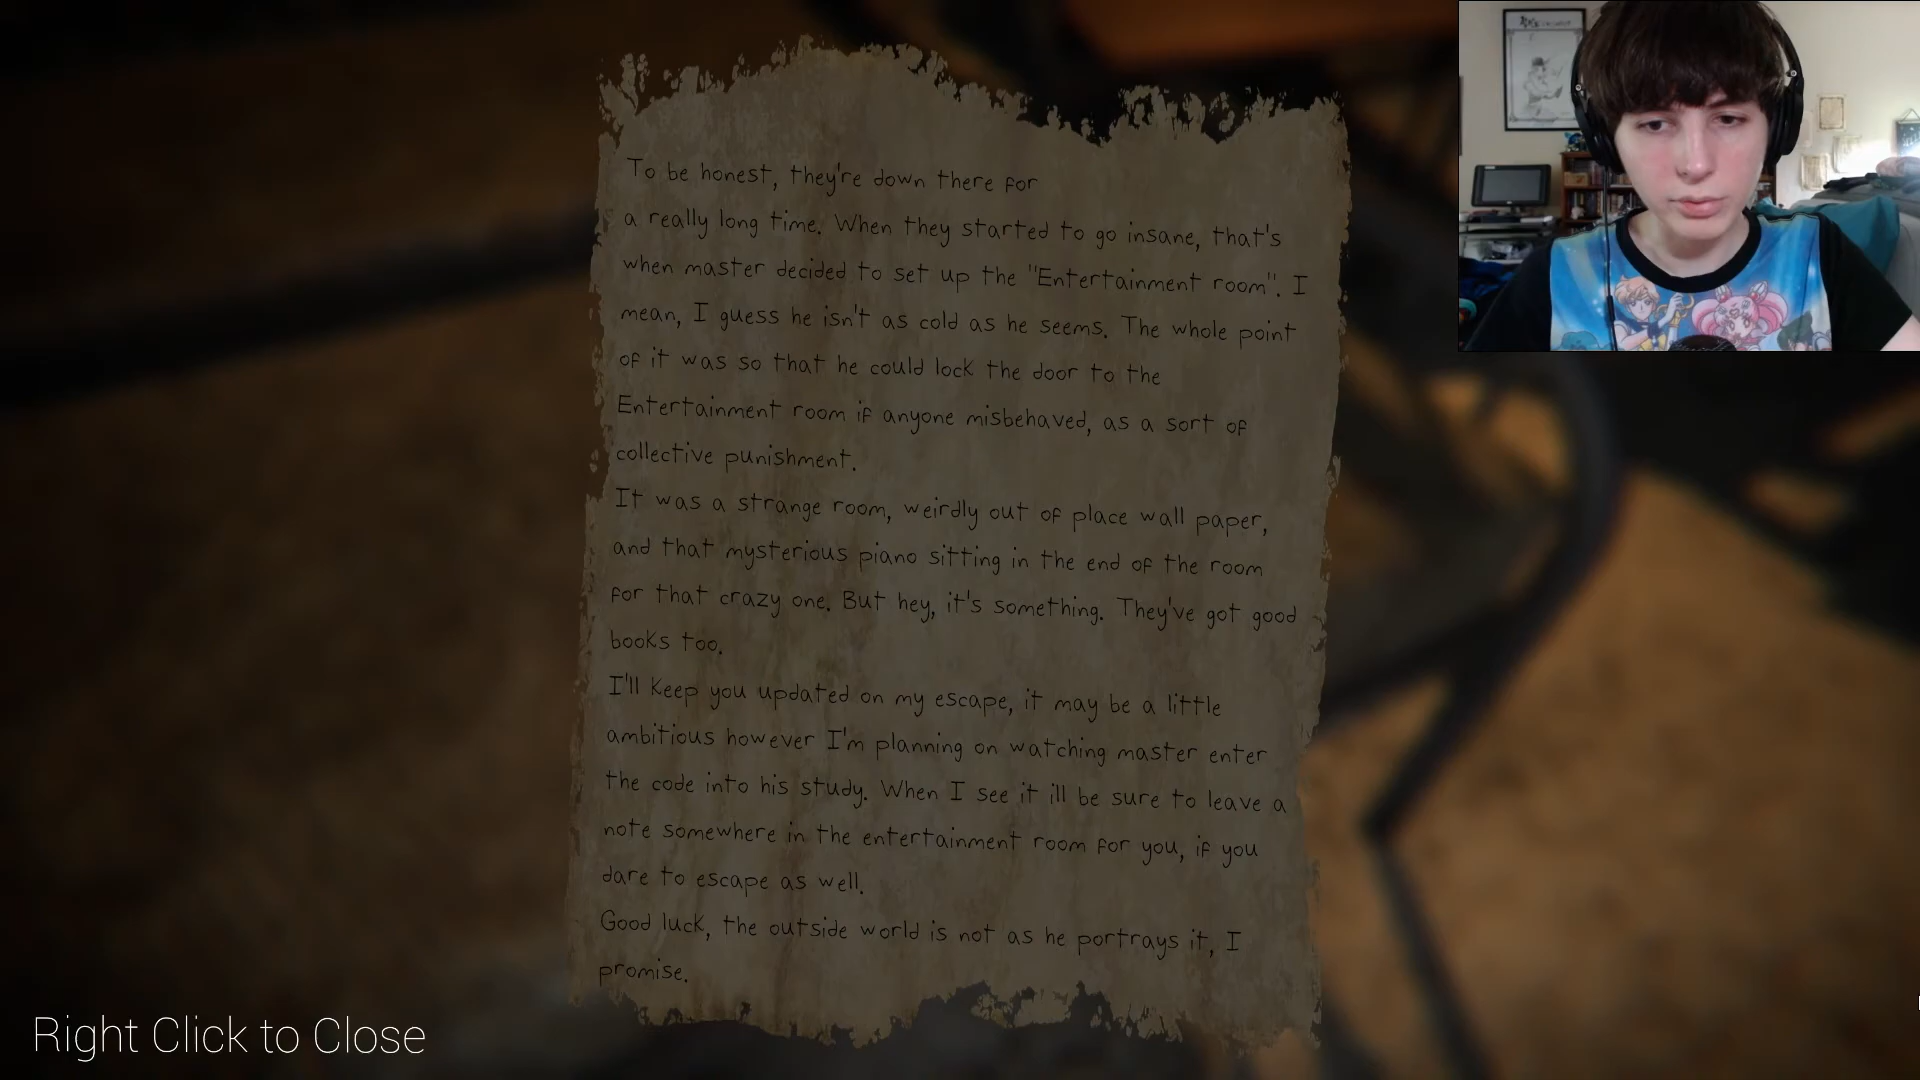 To be honest, they're down there for
a really long time. When they started to go insane, that's
when master decided to set up the "Entertainment room". I
mean, I guess he isn't as cold as he seems. The whole point
of it was so that he could lock the door to the
Entertainment room if anyone misbehaved, as a sort of
collective punishment.
It was a strange room, weirdly out of place wall paper,
and that mysterious piano sitting in the end of the room
for that crazy one. But hey, it's something. They've got good
books too.
I'll keep you updated on my escape, it may be a little
ambitious however I'm planning on watching master enter
the code into his study. When I see it ill be sure to leave a
note somewhere in the entertainment room for you, if you
dare to escape as well.
Good luck, the outside world is not as he portrays it, I
promise.
Right Click to Close